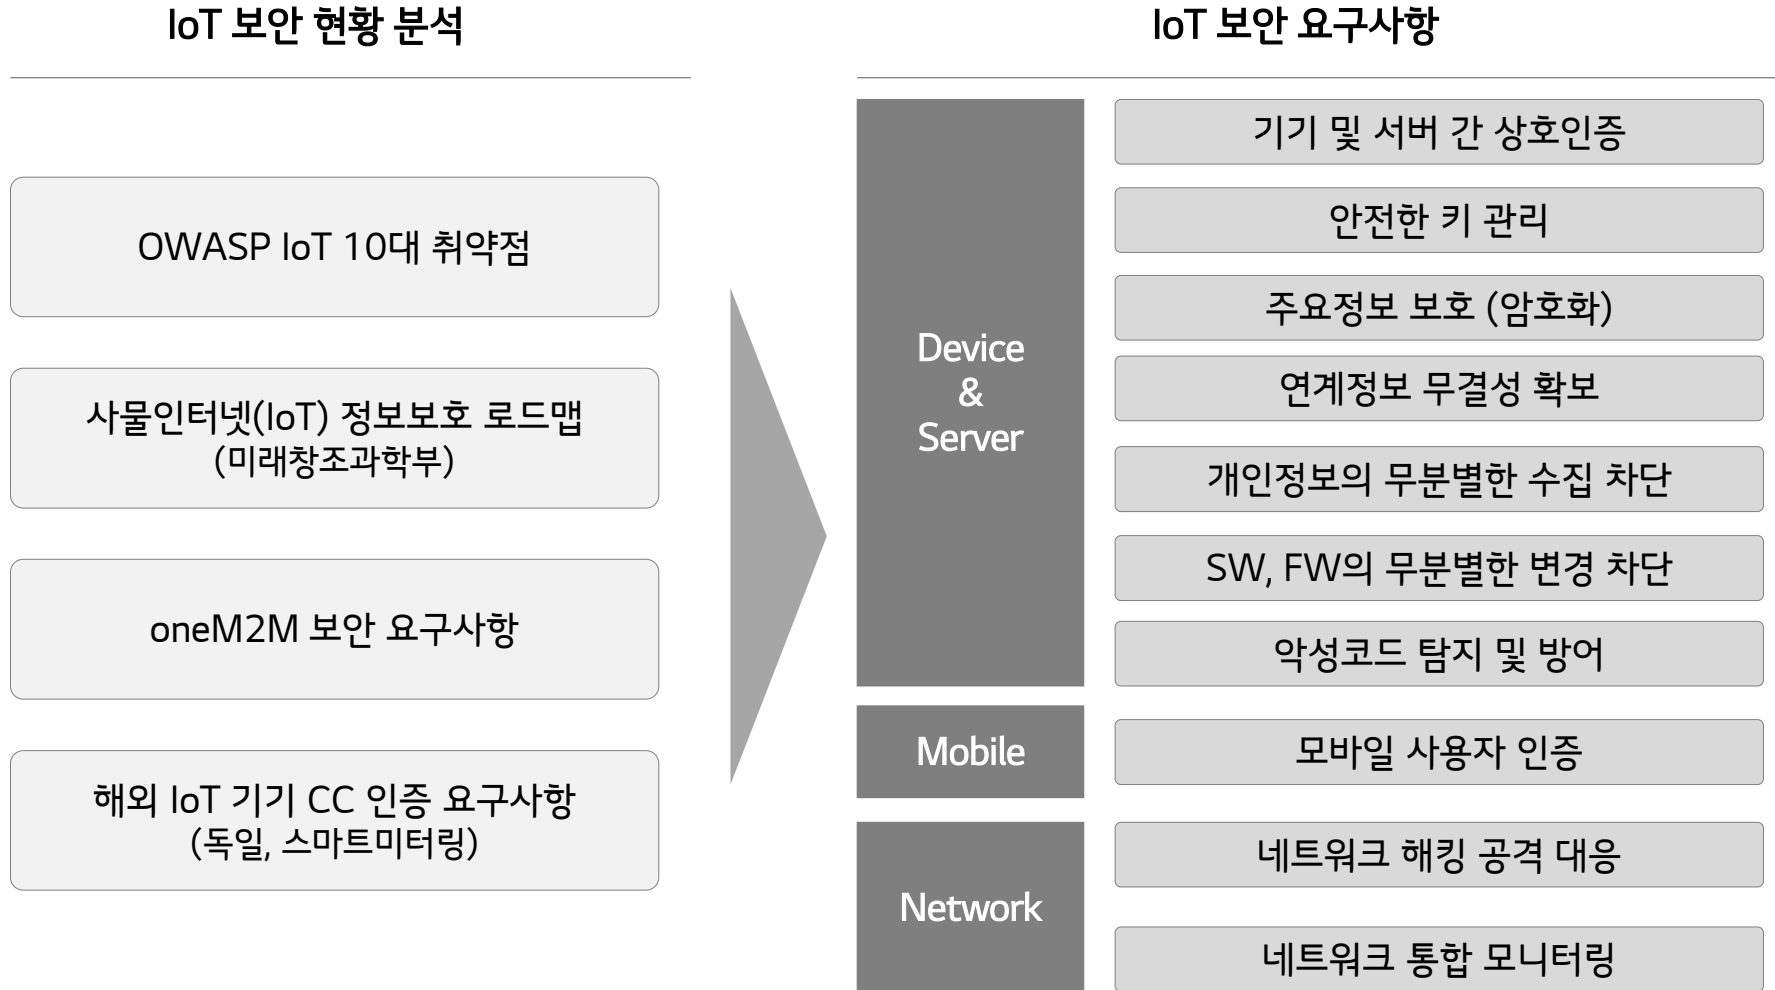 IoT 보안 현황 분석
OWASP IoT 10대 취약점
사물인터넷(IoT) 정보보호 로드맵
(미래창조과학부)
oneM2M 보안 요구사항
해외 IoT 기기 CC 인증 요구사항
(독일, 스마트미터링)
IoT 보안 요구사항
Device
&
Server
기기 및 서버 간 상호인증
안전한 키 관리
주요정보 보호 (암호화)
연계정보 무결성 확보
개인정보의 무분별한 수집 차단
SW, FW의 무분별한 변경 차단
악성코드 탐지 및 방어
Mobile
모바일 사용자 인증
Network
네트워크 해킹 공격 대응
네트워크 통합 모니터링